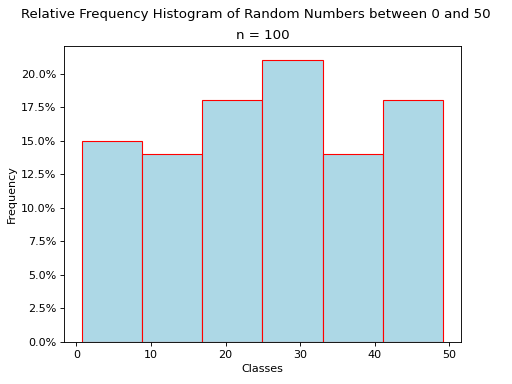 Relative Frequency Histogram of Random Numbers between 0 and 50
n = 100
20.0%
17.5%
15.0%
12.5%
10.0%
7.5%
5.0%
2.5%
0.0%
Frequency
0 10 20 30 40 50
Classes